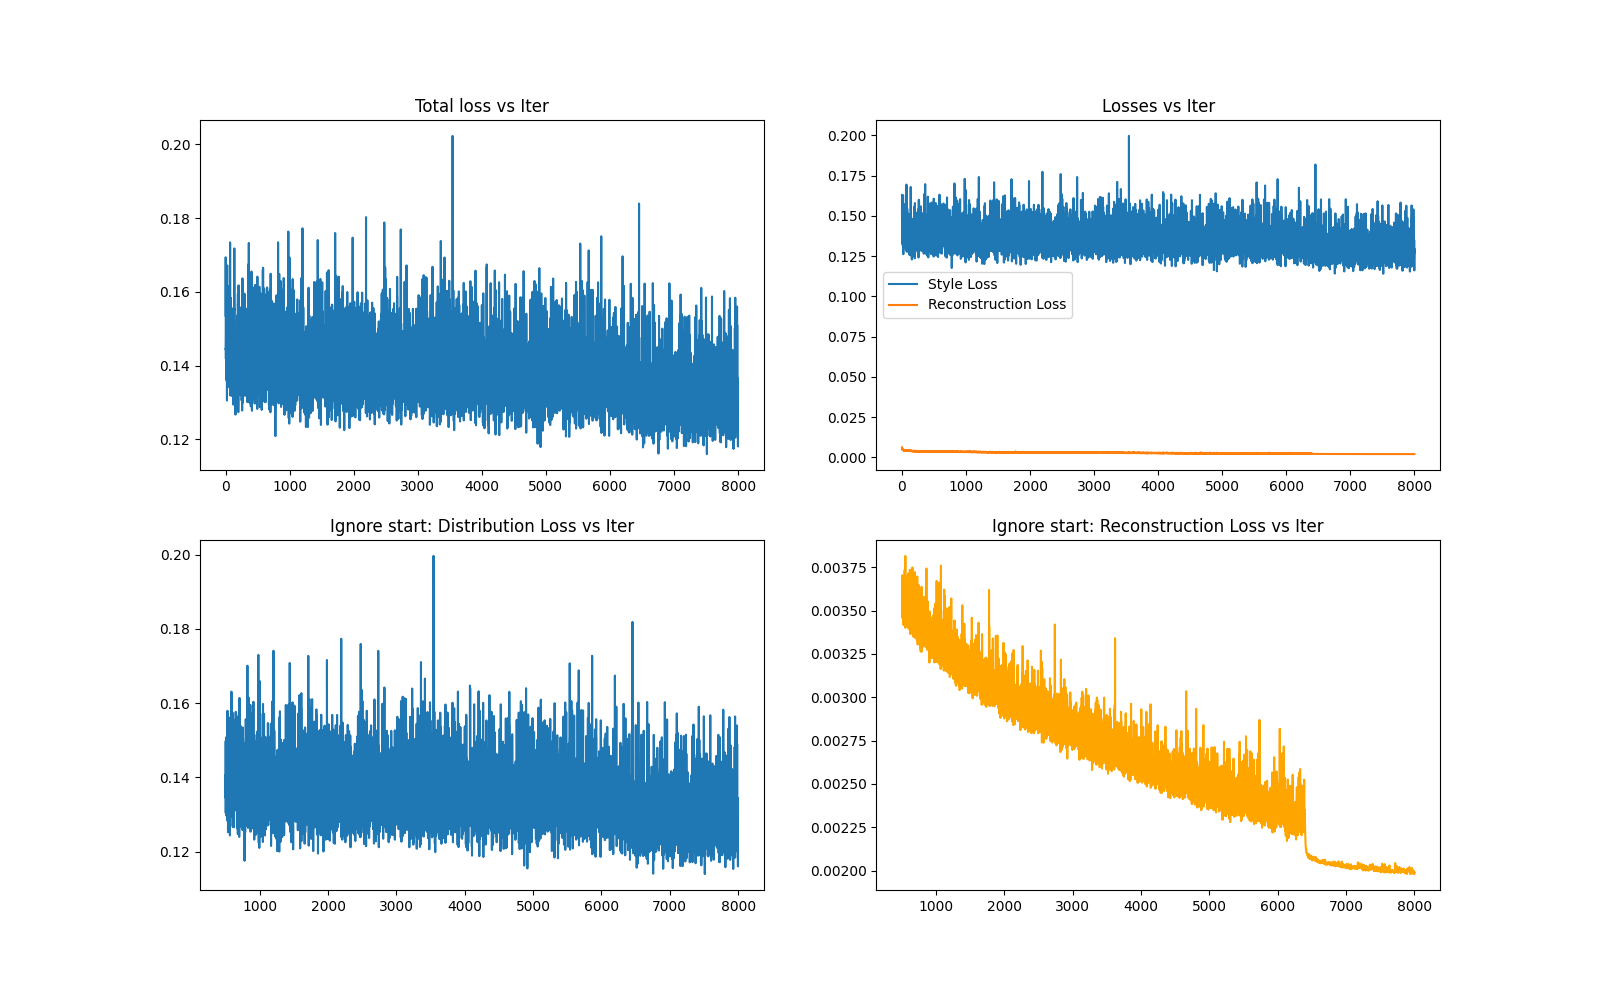 Total loss vs Iter
0.20
0.18
0.16
0.14
0.12
0 1000 2000 3000 4000 5000 6000 7000 8000
Losses vs Iter
0.200
0.175
0.150
0.125
0.100
0.075
0.050
0.025
0.000
Style Loss
Reconstruction Loss
0 1000 2000 3000 4000 5000 6000 7000 8000
Ignore start: Distribution Loss vs Iter
0.20
0.18
0.16
0.14
0.12
1000 2000 3000 4000 5000 6000 7000 8000
Ignore start: Reconstruction Loss vs Iter
0.00375
0.00350
0.00325
0.00300
0.00275
0.00250
0.00225
0.00200
1000 2000 3000 4000 5000 6000 7000 8000